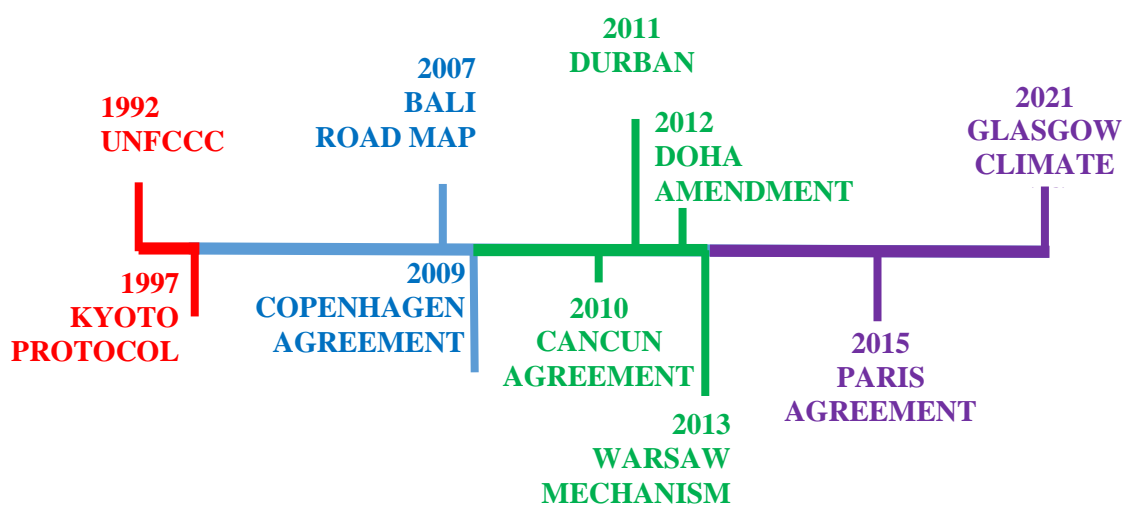 1992
UNFCCC
1997
KYOTO
PROTOCOL
2007
BALI
ROAD MAP
2009
COPENHAGEN
AGREEMENT
2010
CANCUN
AGREEMENT
2011
DURBAN
2012
DOHA
AMENDMENT
2013
WARSAW
MECHANISM
2015
PARIS
AGREEMENT
2021
GLASGOW
CLIMATE